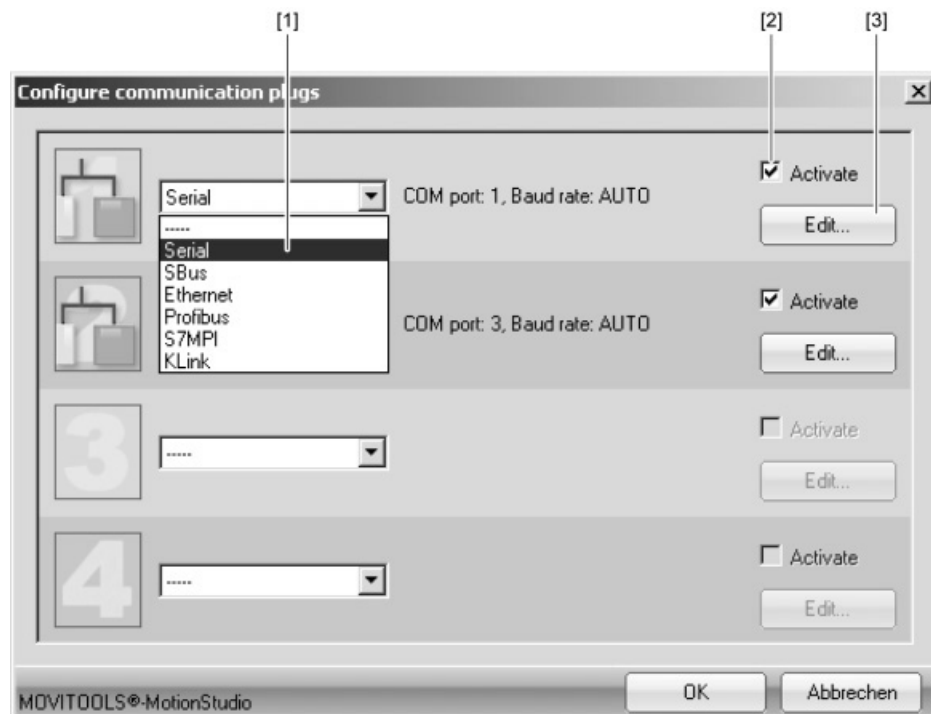 [1] [2] [3]
Configure communication plugs
Serial
COM port: 1, Baud rate: AUTO
Activate
Edit...
-----
Serial
SBus
Ethernet
Profibus
S7MPI
KLink
COM port: 3, Baud rate: AUTO
Activate
Edit...
3
-----
Activate
Edit...
4
-----
Activate
Edit...
MOVITOOLS®-MotionStudio
OK
Abbrechen